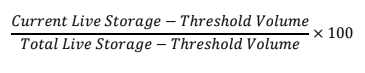 Current Live Storage − Threshold Volume
Total Live Storage − Threshold Volume × 100